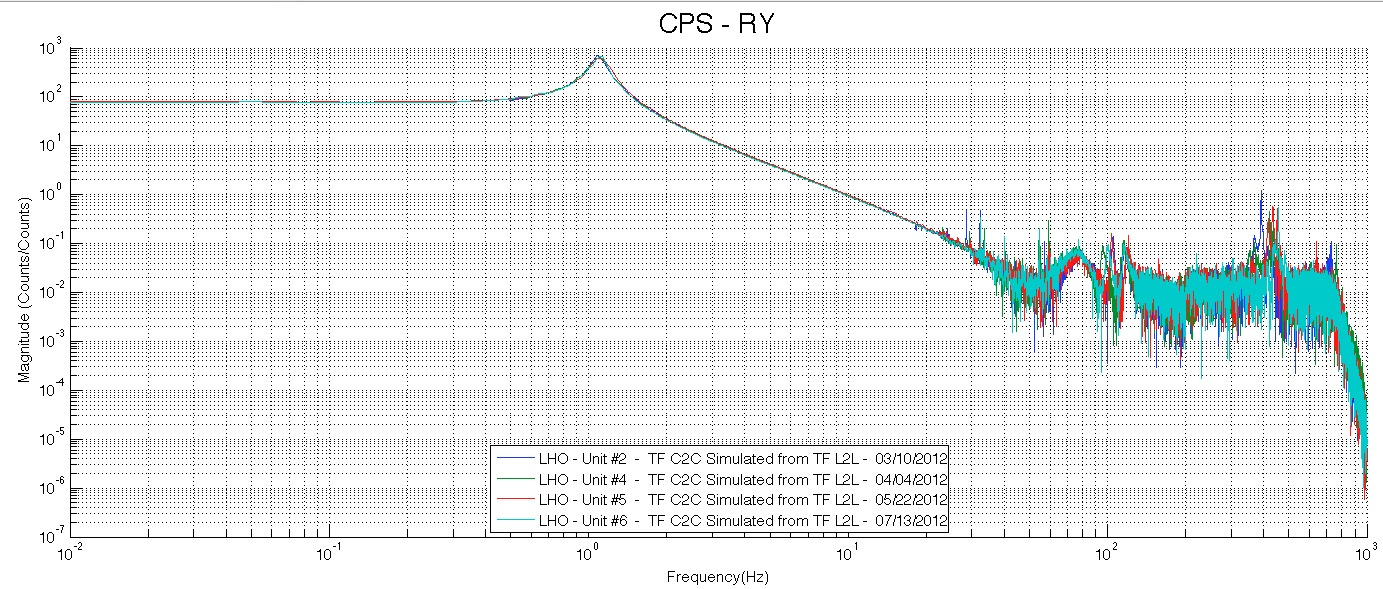 CPS - RY
10^3
10^2
10^1
10^0
10^-1
10^-2
10^-3
10^-4
10^-5
10^-6
10^-7
Magnitude (Counts/Counts)
LHO - Unit #2 - TF C2C Simulated from TF L2L - 03/10/2012
LHO - Unit #4 - TF C2C Simulated from TF L2L - 04/04/2012
LHO - Unit #5 - TF C2C Simulated from TF L2L - 05/22/2012
LHO - Unit #6 - TF C2C Simulated from TF L2L - 07/13/2012
10^-2 10^-1 10^0 10^1 10^2 10^3
Frequency(Hz)